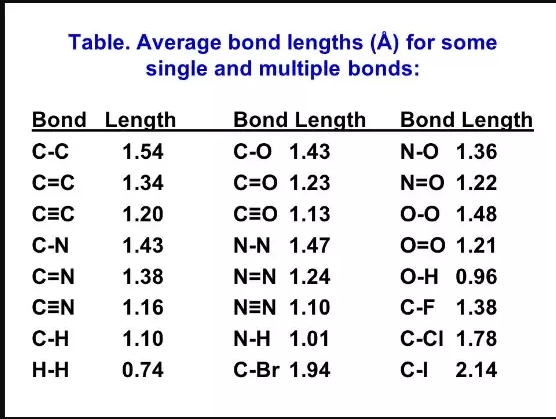 Table. Average bond lengths (Å) for some
single and multiple bonds:
Bond Length Bond Length Bond Length
C-C 1.54 C-O 1.43 N-O 1.36
C=C 1.34 C=O 1.23 N=O 1.22
C≡C 1.20 C≡O 1.13 O-O 1.48
C-N 1.43 N-N 1.47 O=O 1.21
C=N 1.38 N=N 1.24 O-H 0.96
C≡N 1.16 N≡N 1.10 C-F 1.38
C-H 1.10 N-H 1.01 C-Cl 1.78
H-H 0.74 C-Br 1.94 C-I 2.14